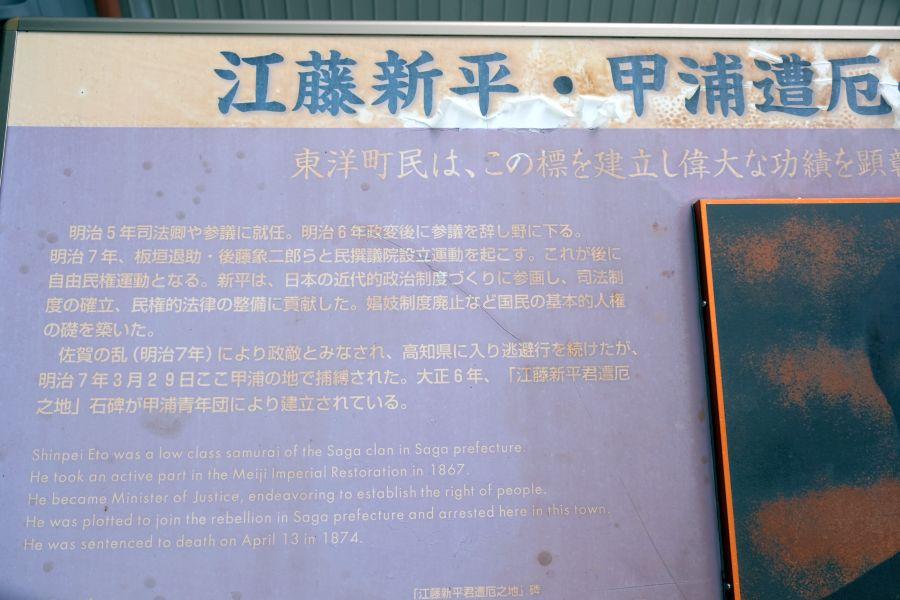 江藤新平・甲浦遭厄
東洋町民は、この標を建立し偉大な功績を顕彰
明治5年司法卿や参議に就任。明治6年政変後に参議を辞し野に下る。
明治7年、板垣退助・後藤象二郎らと民撰議院設立運動を起こす。これが後に
自由民権運動となる。新平は、日本の近代的政治制度づくりに参画し、司法制
度の確立、民権的法律の整備に貢献した。娼妓制度廃止など国民の基本的人権
の礎を築いた。
佐賀の乱(明治7年)により政敵とみなされ、高知県に入り逃避行を続けたが、
明治7年3月29日ここ甲浦の地で捕縛された。大正6年、「江藤新平君遭厄
之地」石碑が甲浦青年団により建立されている。
Shinpei Eto was a low class samurai of the Saga clan in Saga prefecture.
He took an active part in the Meiji Imperial Restoration in 1867.
He became Minister of Justice, endeavoring to establish the right of people.
He was plotted to join the rebellion in Saga prefecture and arrested here in this town.
He was sentenced to death on April 13 in 1874.
「江藤新平君遭厄之地」碑